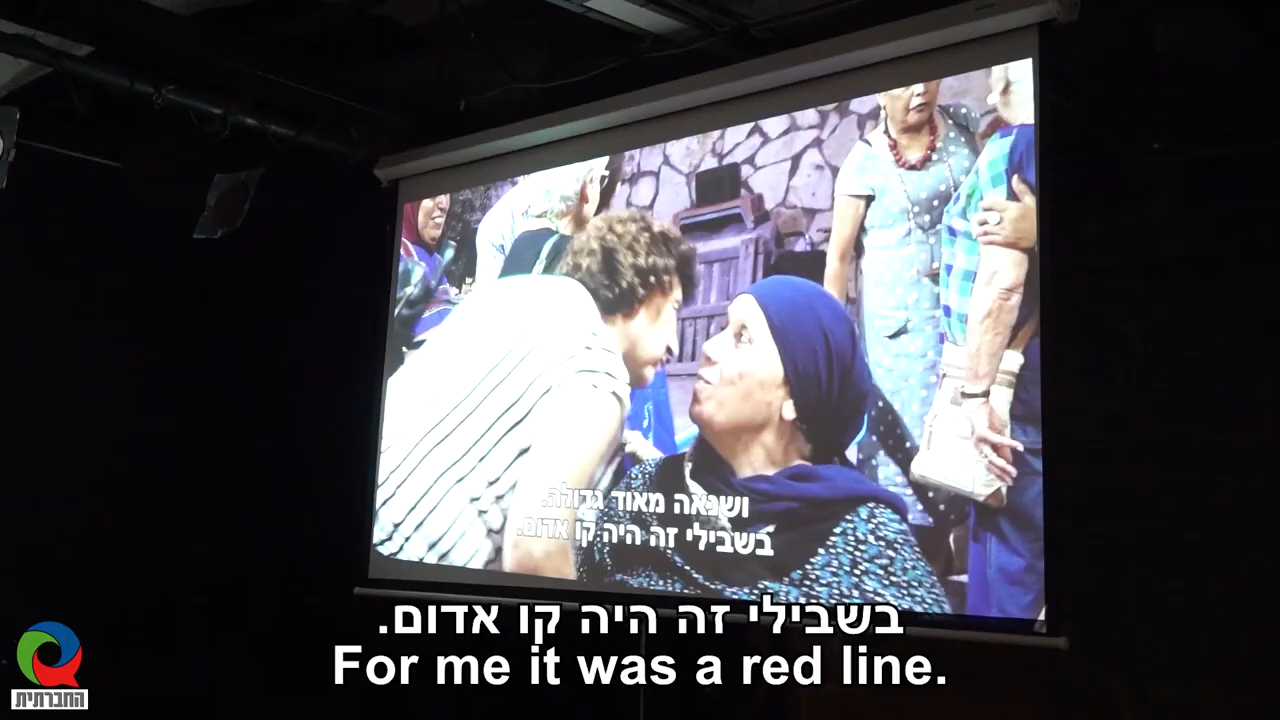 ושנאה מאוד גדולה.
בשבילי זה היה קו אדום.
בשבילי זה היה קו אדום.
For me it was a red line.
החברתית